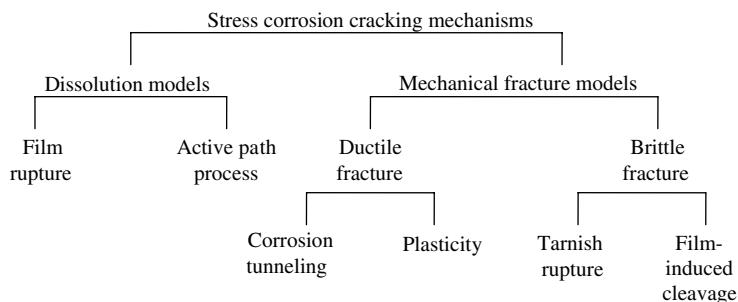 Stress corrosion cracking mechanisms
Dissolution models
Mechanical fracture models
Film
rupture
Active path
process
Ductile
fracture
Brittle
fracture
Corrosion
tunneling
Plasticity
Tarnish
rupture
Film-
induced
cleavage